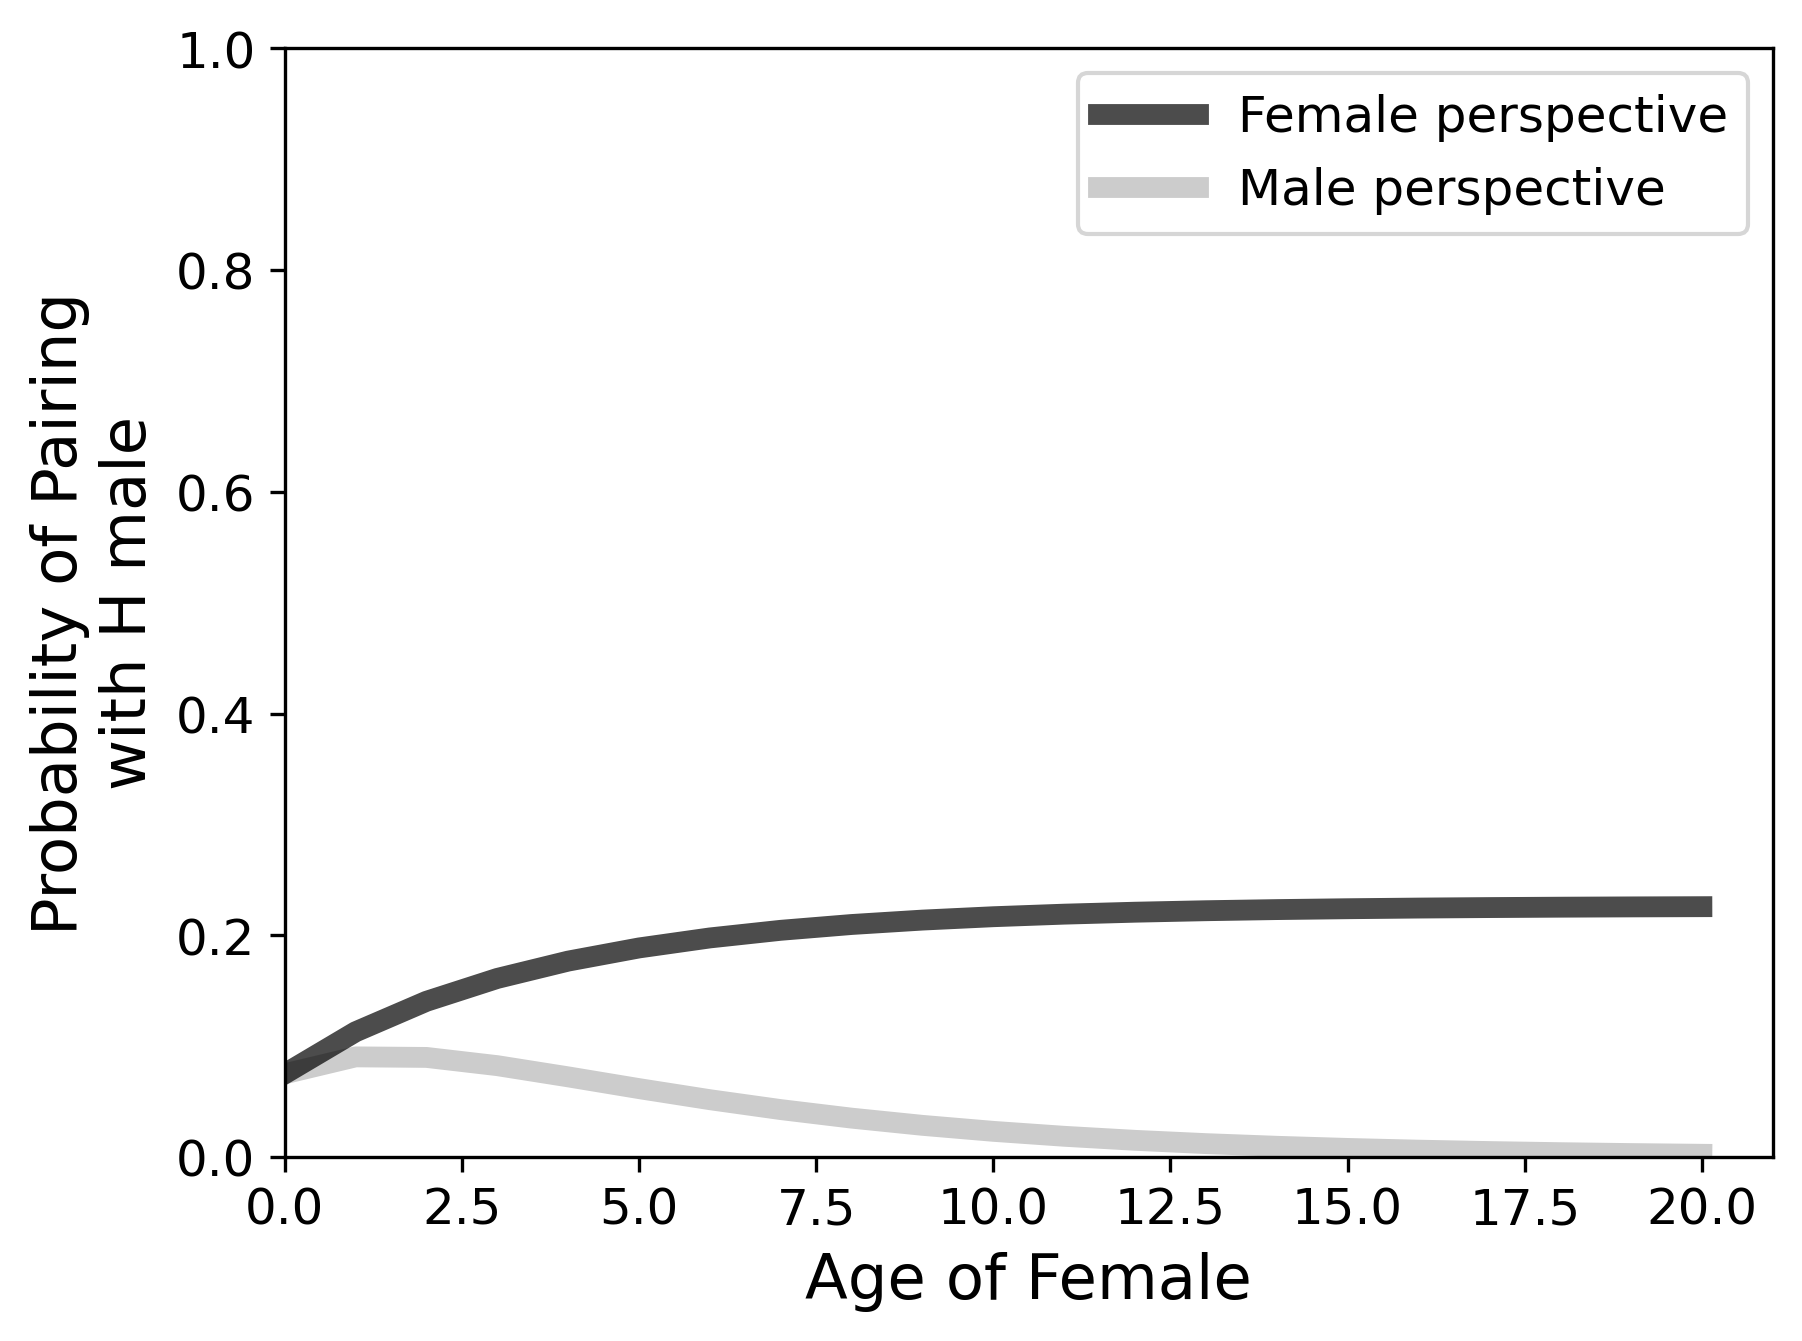 1.0
0.8
0.6
0.4
0.2
0.0
Probability of Pairing
with H male
Female perspective
Male perspective
0.0 2.5 5.0 7.5 10.0 12.5 15.0 17.5 20.0
Age of Female